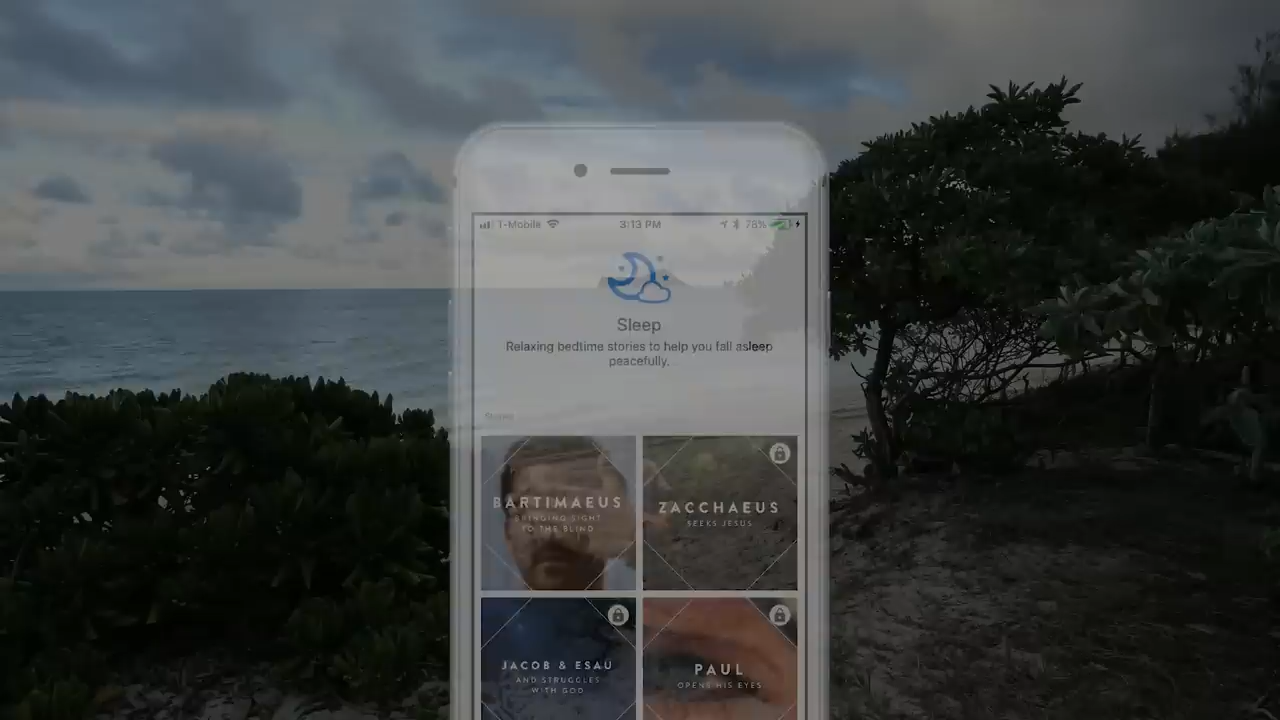 T-Mobile 3:13 PM 78%
Sleep
Relaxing bedtime stories to help you fall asleep
peacefully.
Stories
BARTIMAEUS
BRINGING SIGHT
TO THE BLIND
ZACCHAEUS
SEEKS JESUS
JACOB & ESAU
AND STRUGGLES
WITH GOD
PAUL
OPENS HIS EYES